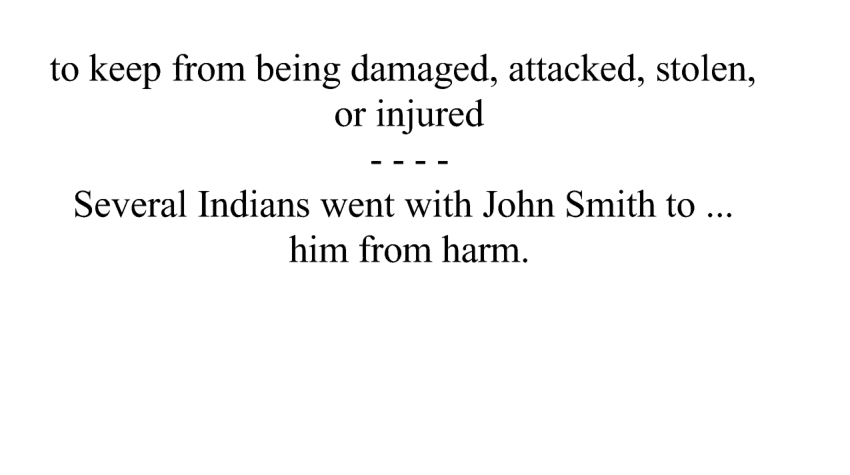 to keep from being damaged, attacked, stolen,
or injured
- - - -
Several Indians went with John Smith to ...
him from harm.